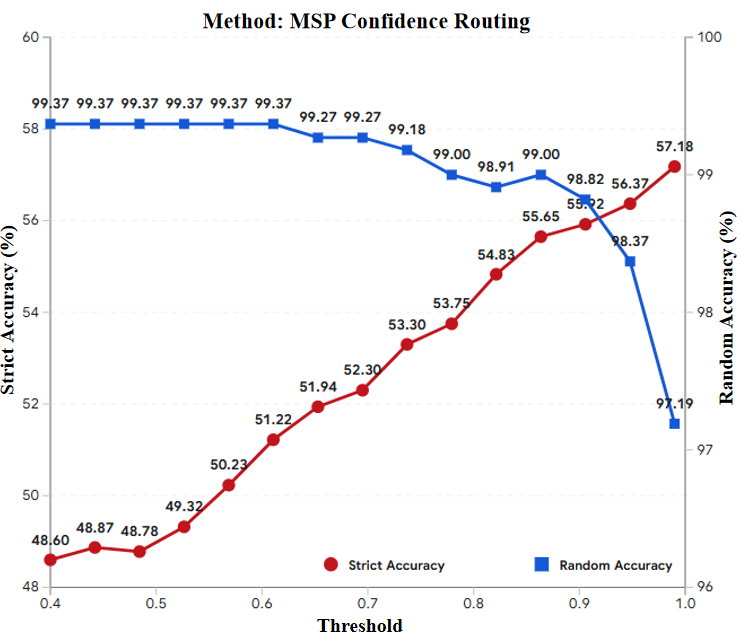 Method: MSP Confidence Routing
60
100
99.37 99.37 99.37 99.37 99.37 99.37 99.27 99.27 99.18 99.00 98.91 99.00 98.82 98.37 97.19
48.60 48.87 48.78 49.32 50.23 51.22 51.94 52.30 53.30 53.75 54.83 55.65 55.92 56.37 57.18
58
56
54
52
50
48
99
98
97
96
Strict Accuracy (%)
Random Accuracy (%)
Strict Accuracy
Random Accuracy
0.4 0.5 0.6 0.7 0.8 0.9 1.0
Threshold